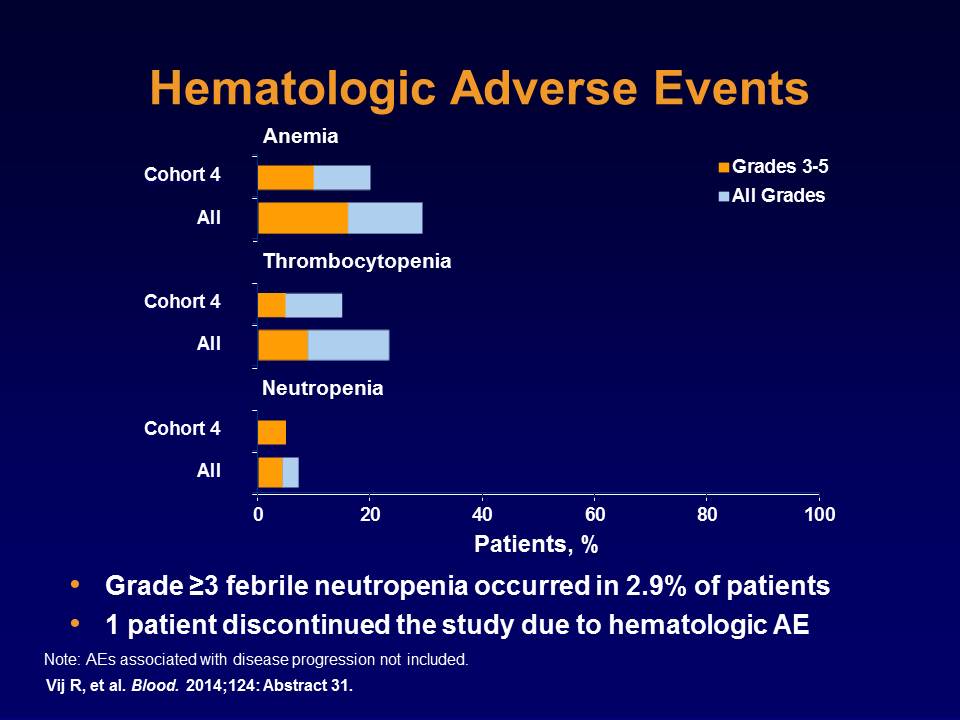 Hematologic Adverse Events
Anemia
Cohort 4
All
Grades 3-5
All Grades
Thrombocytopenia
Cohort 4
All
Neutropenia
Cohort 4
All
0 20 40 60 80 100
Patients, %
• Grade ≥3 febrile neutropenia occurred in 2.9% of patients
• 1 patient discontinued the study due to hematologic AE
Note: AEs associated with disease progression not included.
Vij R, et al. Blood. 2014;124: Abstract 31.